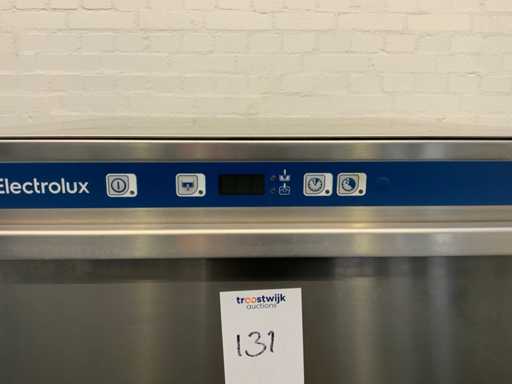 Electrolux
troostwijk
auctions
131